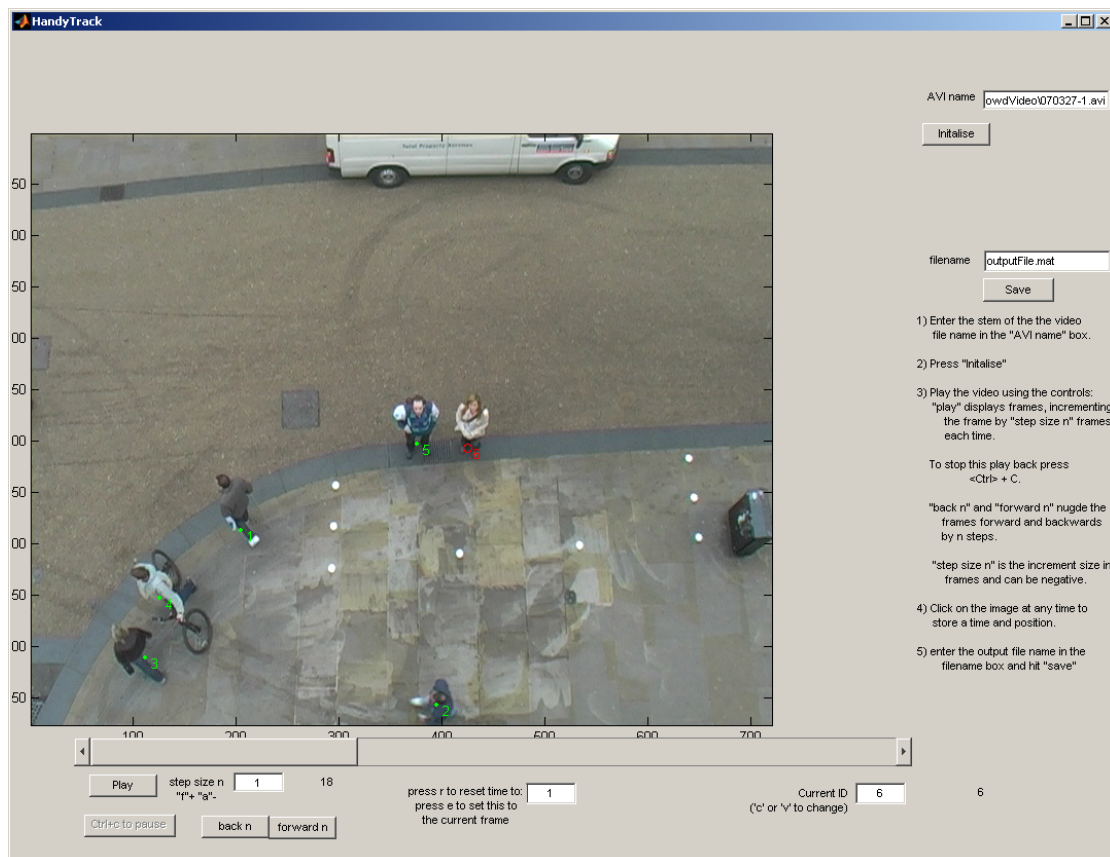 HandyTrack
AVI name
owdVideo\070327-1.avi
Initalise
Total Property Services
50
00
50
00
50
00
50
00
50
00
50
5
6
1
4
3
2
100
200
300
400
500
600
700
filename
outputFile.mat
Save
1) Enter the stem of the the video
file name in the "AVI name" box.
2) Press "Initalise"
3) Play the video using the controls:
"play" displays frames, incrementing
the frame by "step size n" frames
each time.
To stop this play back press
<Ctrl> + C.
"back n" and "forward n" nugde the
frames forward and backwards
by n steps.
"step size n" is the increment size in
frames and can be negative.
4) Click on the image at any time to
store a time and position.
5) enter the output file name in the
filename box and hit "save"
Play
step size n
"f"+ "a"-
1
18
press r to reset time to:
press e to set this to
the current frame
1
Current ID
('c' or 'v' to change)
6
6
Ctrl+c to pause
back n
forward n